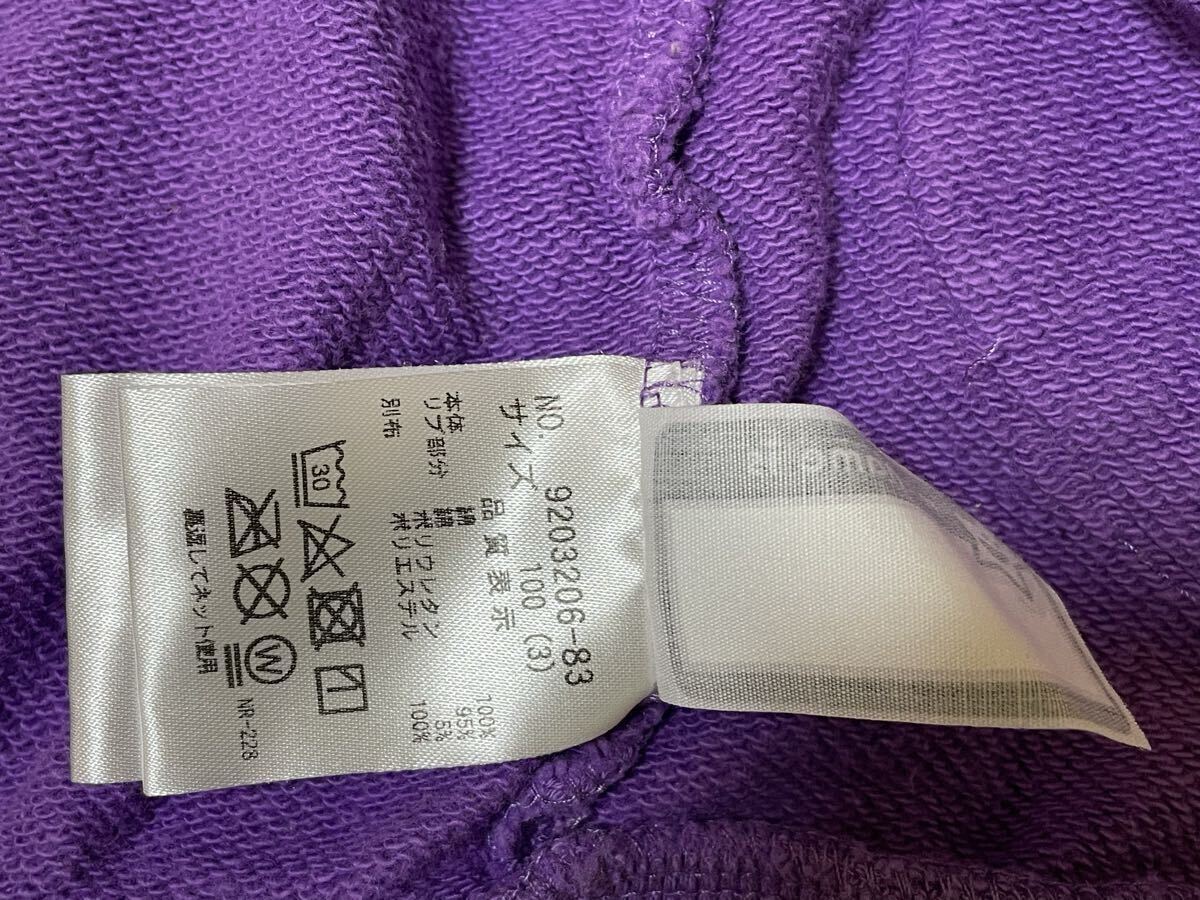 NO. 9203206-83
サイズ 100 (3)
品質表示
本体 綿 100%
リブ部分 綿 95%
ポリウレタン 5%
別布 ポリエステル 100%
30
W
裏返してネット使用
NR-228